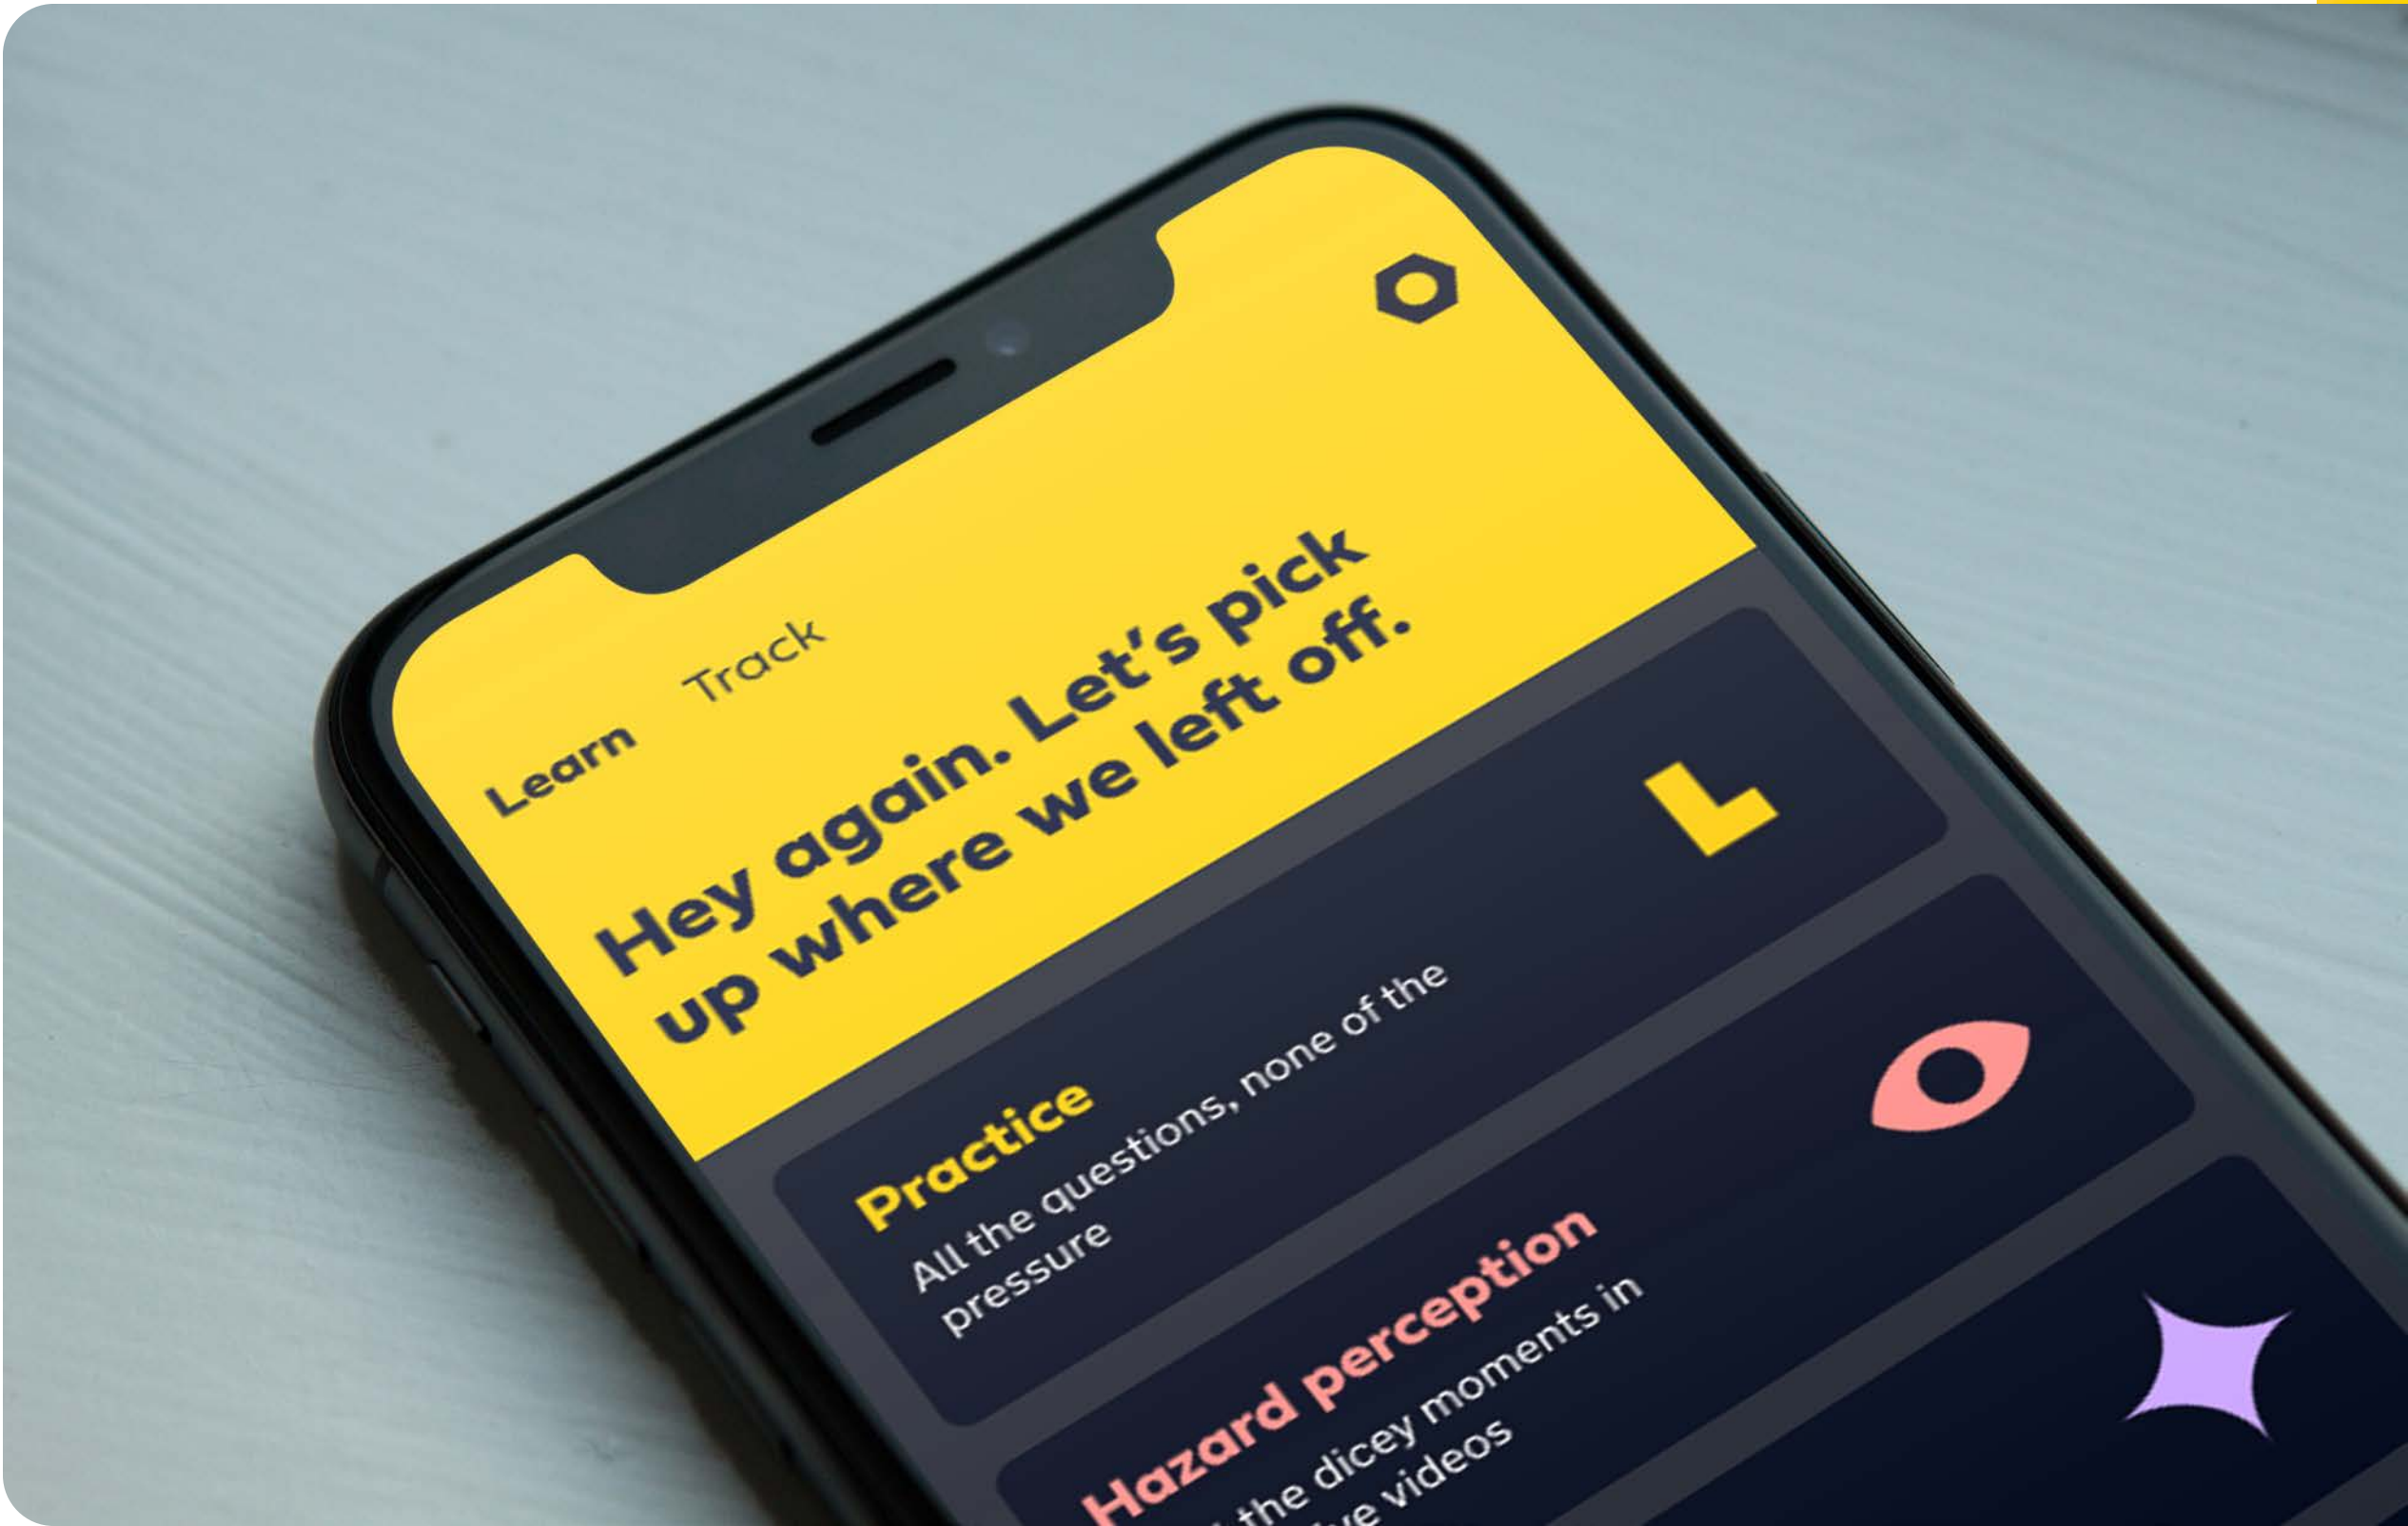 Learn Track
Hey again. Let's pick
up where we left off.
Practice
All the questions, none of the
pressure
Hazard perception
the dicey moments in
videos